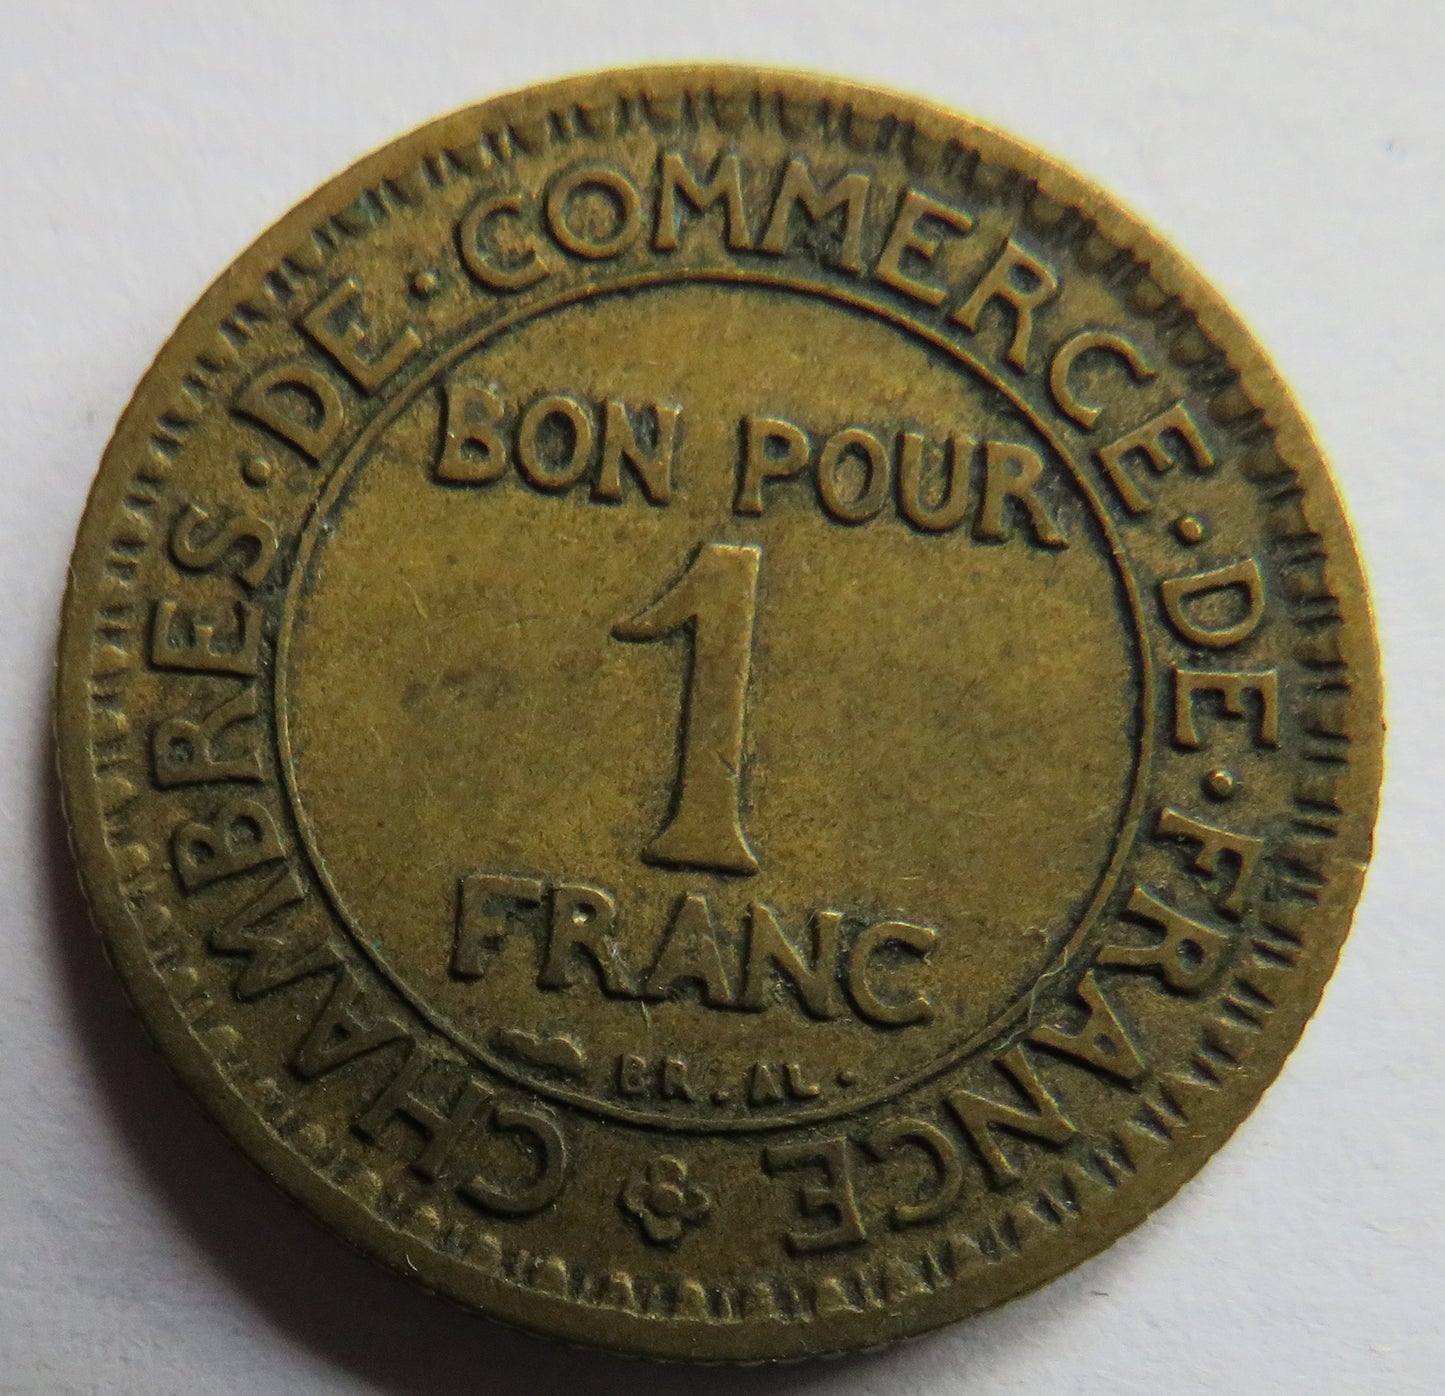 CHAMBRES · DE · COMMERCE · DE · FRANCE
BON POUR
1
FRANC
BR. AL.